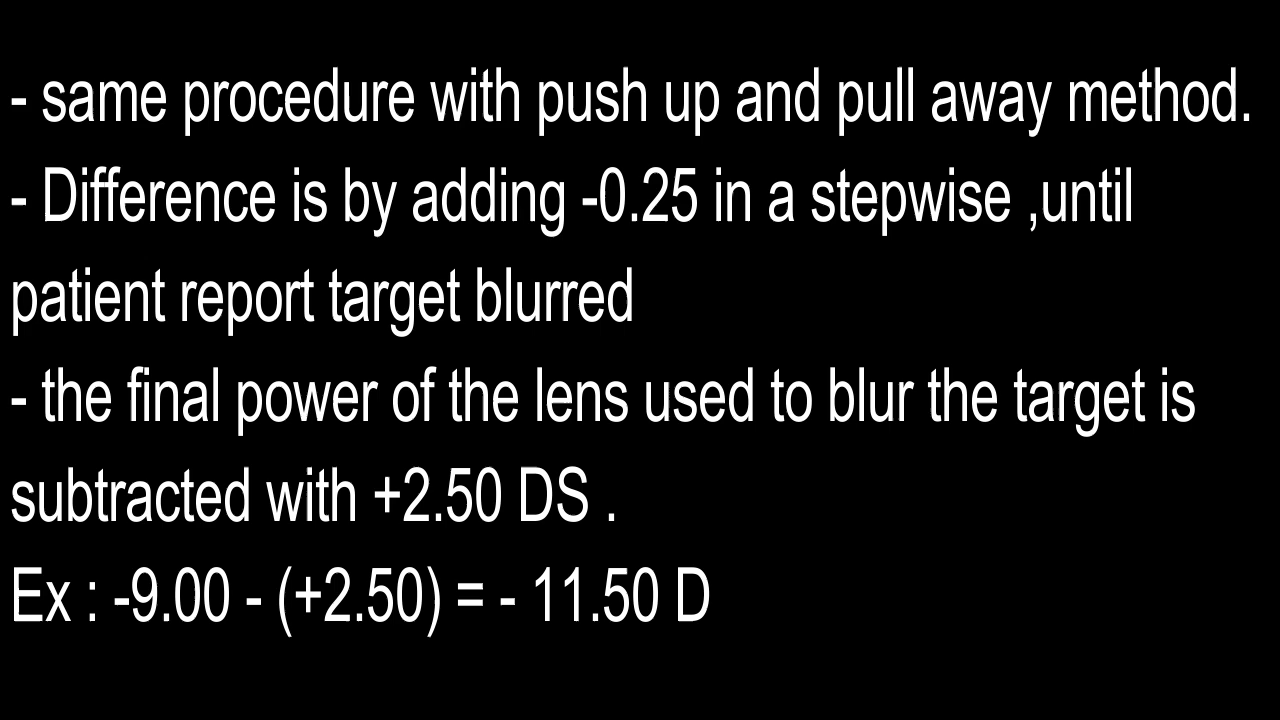 - same procedure with push up and pull away method.
- Difference is by adding -0.25 in a stepwise ,until
patient report target blurred
- the final power of the lens used to blur the target is
subtracted with +2.50 DS .
Ex : -9.00 - (+2.50) = - 11.50 D